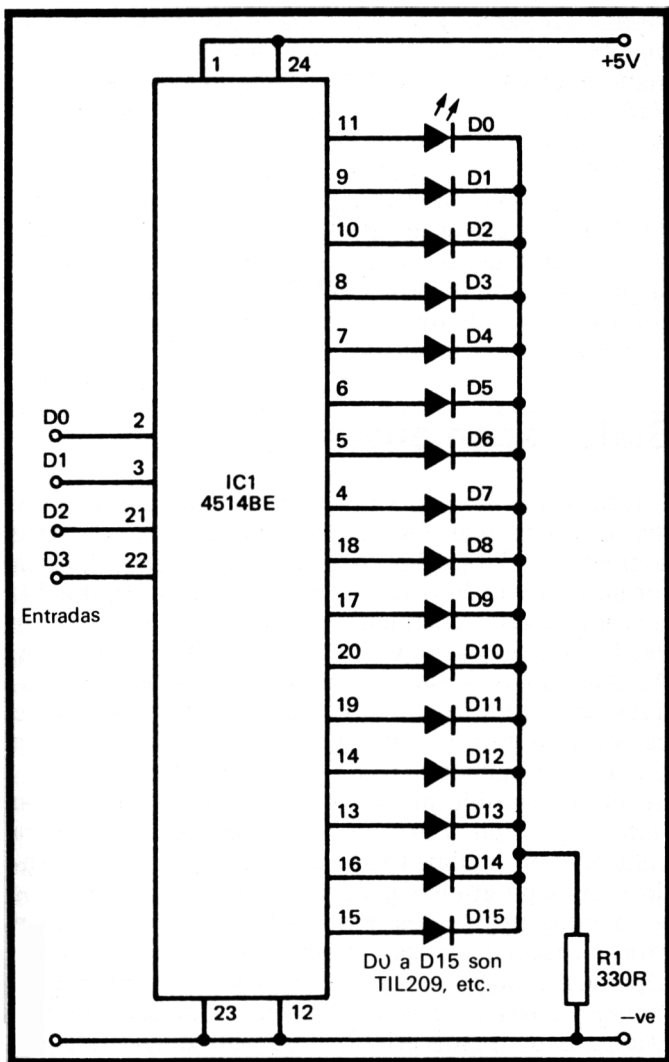 1 24
+5V
11 D0
9 D1
10 D2
8 D3
7 D4
6 D5
D0 2
5 D6
D1 3
IC1
4514BE
4 D7
D2 21
18 D8
D3 22
Entradas
17 D9
20 D10
19 D11
14 D12
13 D13
16 D14
15 D15
D0 a D15 son
TIL209, etc.
R1
330R
23 12
−ve